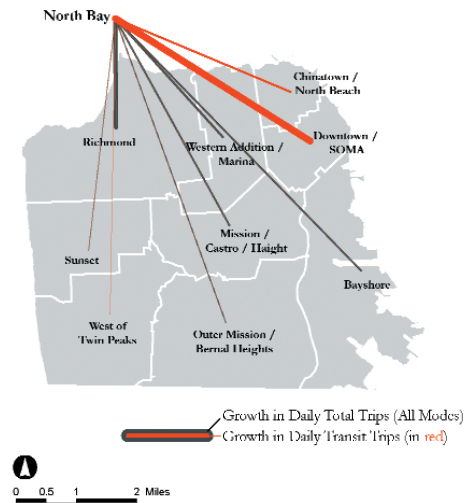 North Bay
Chinatown /
North Beach
Downtown /
SOMA
Richmond
Western Addition /
Marina
Mission /
Castro / Haight
Sunset
Bayshore
West of
Twin Peaks
Outer Mission /
Bernal Heights
Growth in Daily Total Trips (All Modes)
Growth in Daily Transit Trips (in red)
0 0.5 1 2 Miles